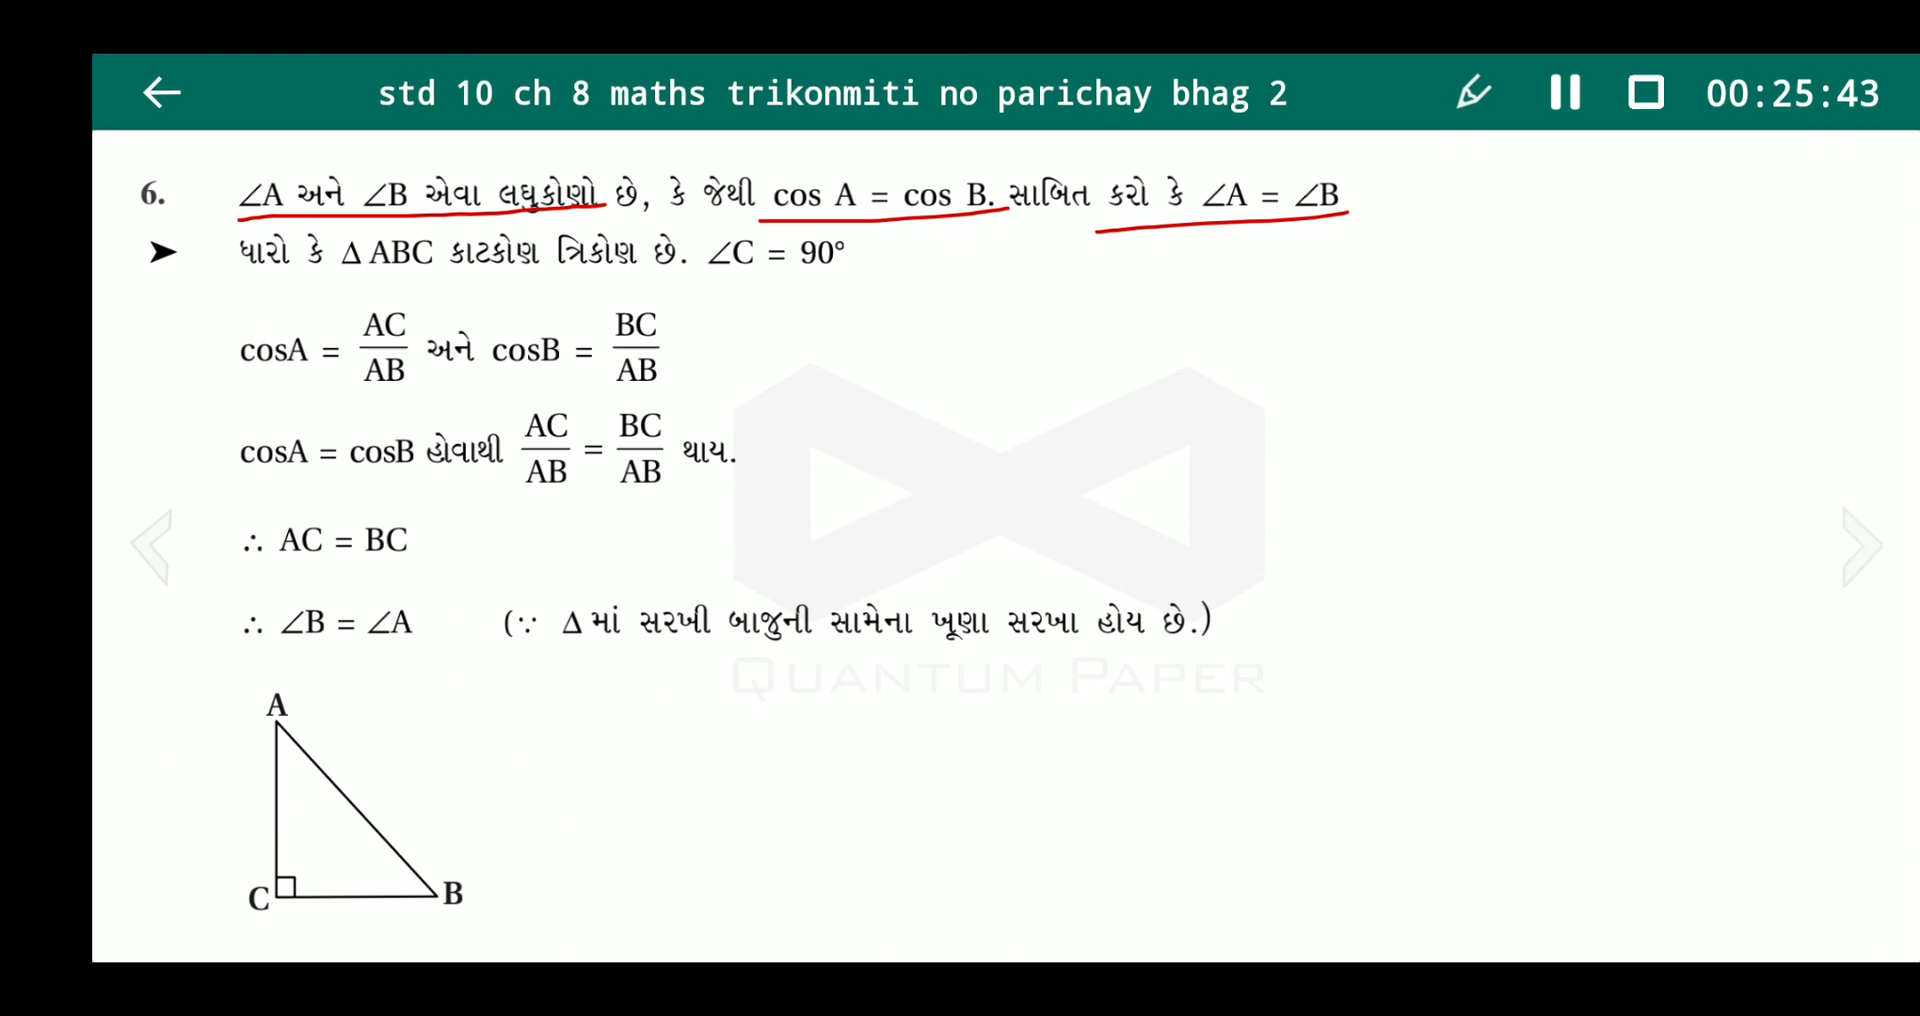 std 10 ch 8 maths trikonmiti no parichay bhag 2 00:25:43
6. ∠A અને ∠B એવા લઘુકોણો છે, કે જેથી cos A = cos B. સાબિત કરો કે ∠A = ∠B
➤ ધારો કે Δ ABC કાટકોણ ત્રિકોણ છે. ∠C = 90°
cosA = AC/AB અને cosB = BC/AB
cosA = cosB હોવાથી AC/AB = BC/AB થાય.
∴ AC = BC
∴ ∠B = ∠A (∵ Δ માં સરખી બાજુની સામેના ખૂણા સરખા હોય છે.)
QUANTUM PAPER
A
C B